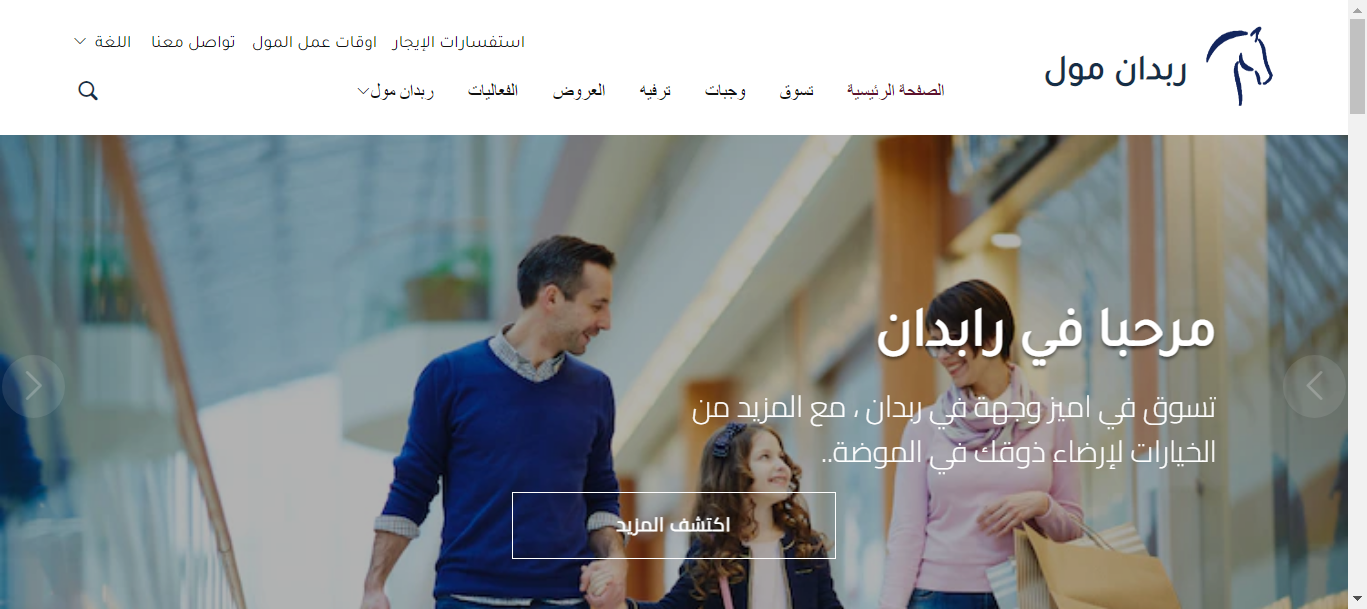 ربدان مول
استفسارات الإيجار اوقات عمل المول تواصل معنا اللغة
الصفحة الرئيسية تسوق وجبات ترفيه العروض الفعاليات ربدان مول
مرحبا في رابدان
تسوق في اميز وجهة في ربدان ، مع المزيد من
الخيارات لإرضاء ذوقك في الموضة..
اكتشف المزيد